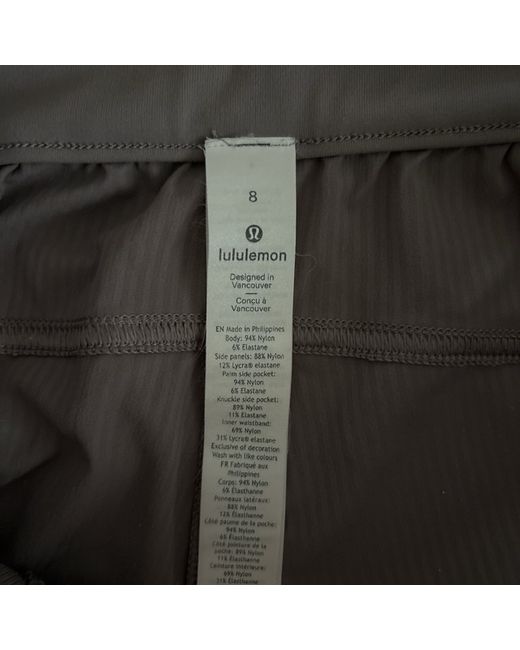 8
lululemon
Designed in
Vancouver
Conçu à
Vancouver
EN Made in Philippines
Body: 94% Nylon
6% Elastane
Side panels: 88% Nylon
12% Lycra® elastane
Palm side pocket:
94% Nylon
6% Elastane
Knuckle side pocket:
89% Nylon
11% Elastane
Inner waistband:
69% Nylon
31% Lycra® elastane
Exclusive of decoration
Wash with like colours
FR Fabriqué aux
Philippines
Corps: 94% Nylon
6% Élasthanne
Panneaux latéraux:
88% Nylon
12% Élasthanne
Côté paume de la poche:
94% Nylon
6% Élasthanne
Côté jointure de la
poche: 89% Nylon
11% Élasthanne
Ceinture intérieure:
69% Nylon
31% Élasthanne